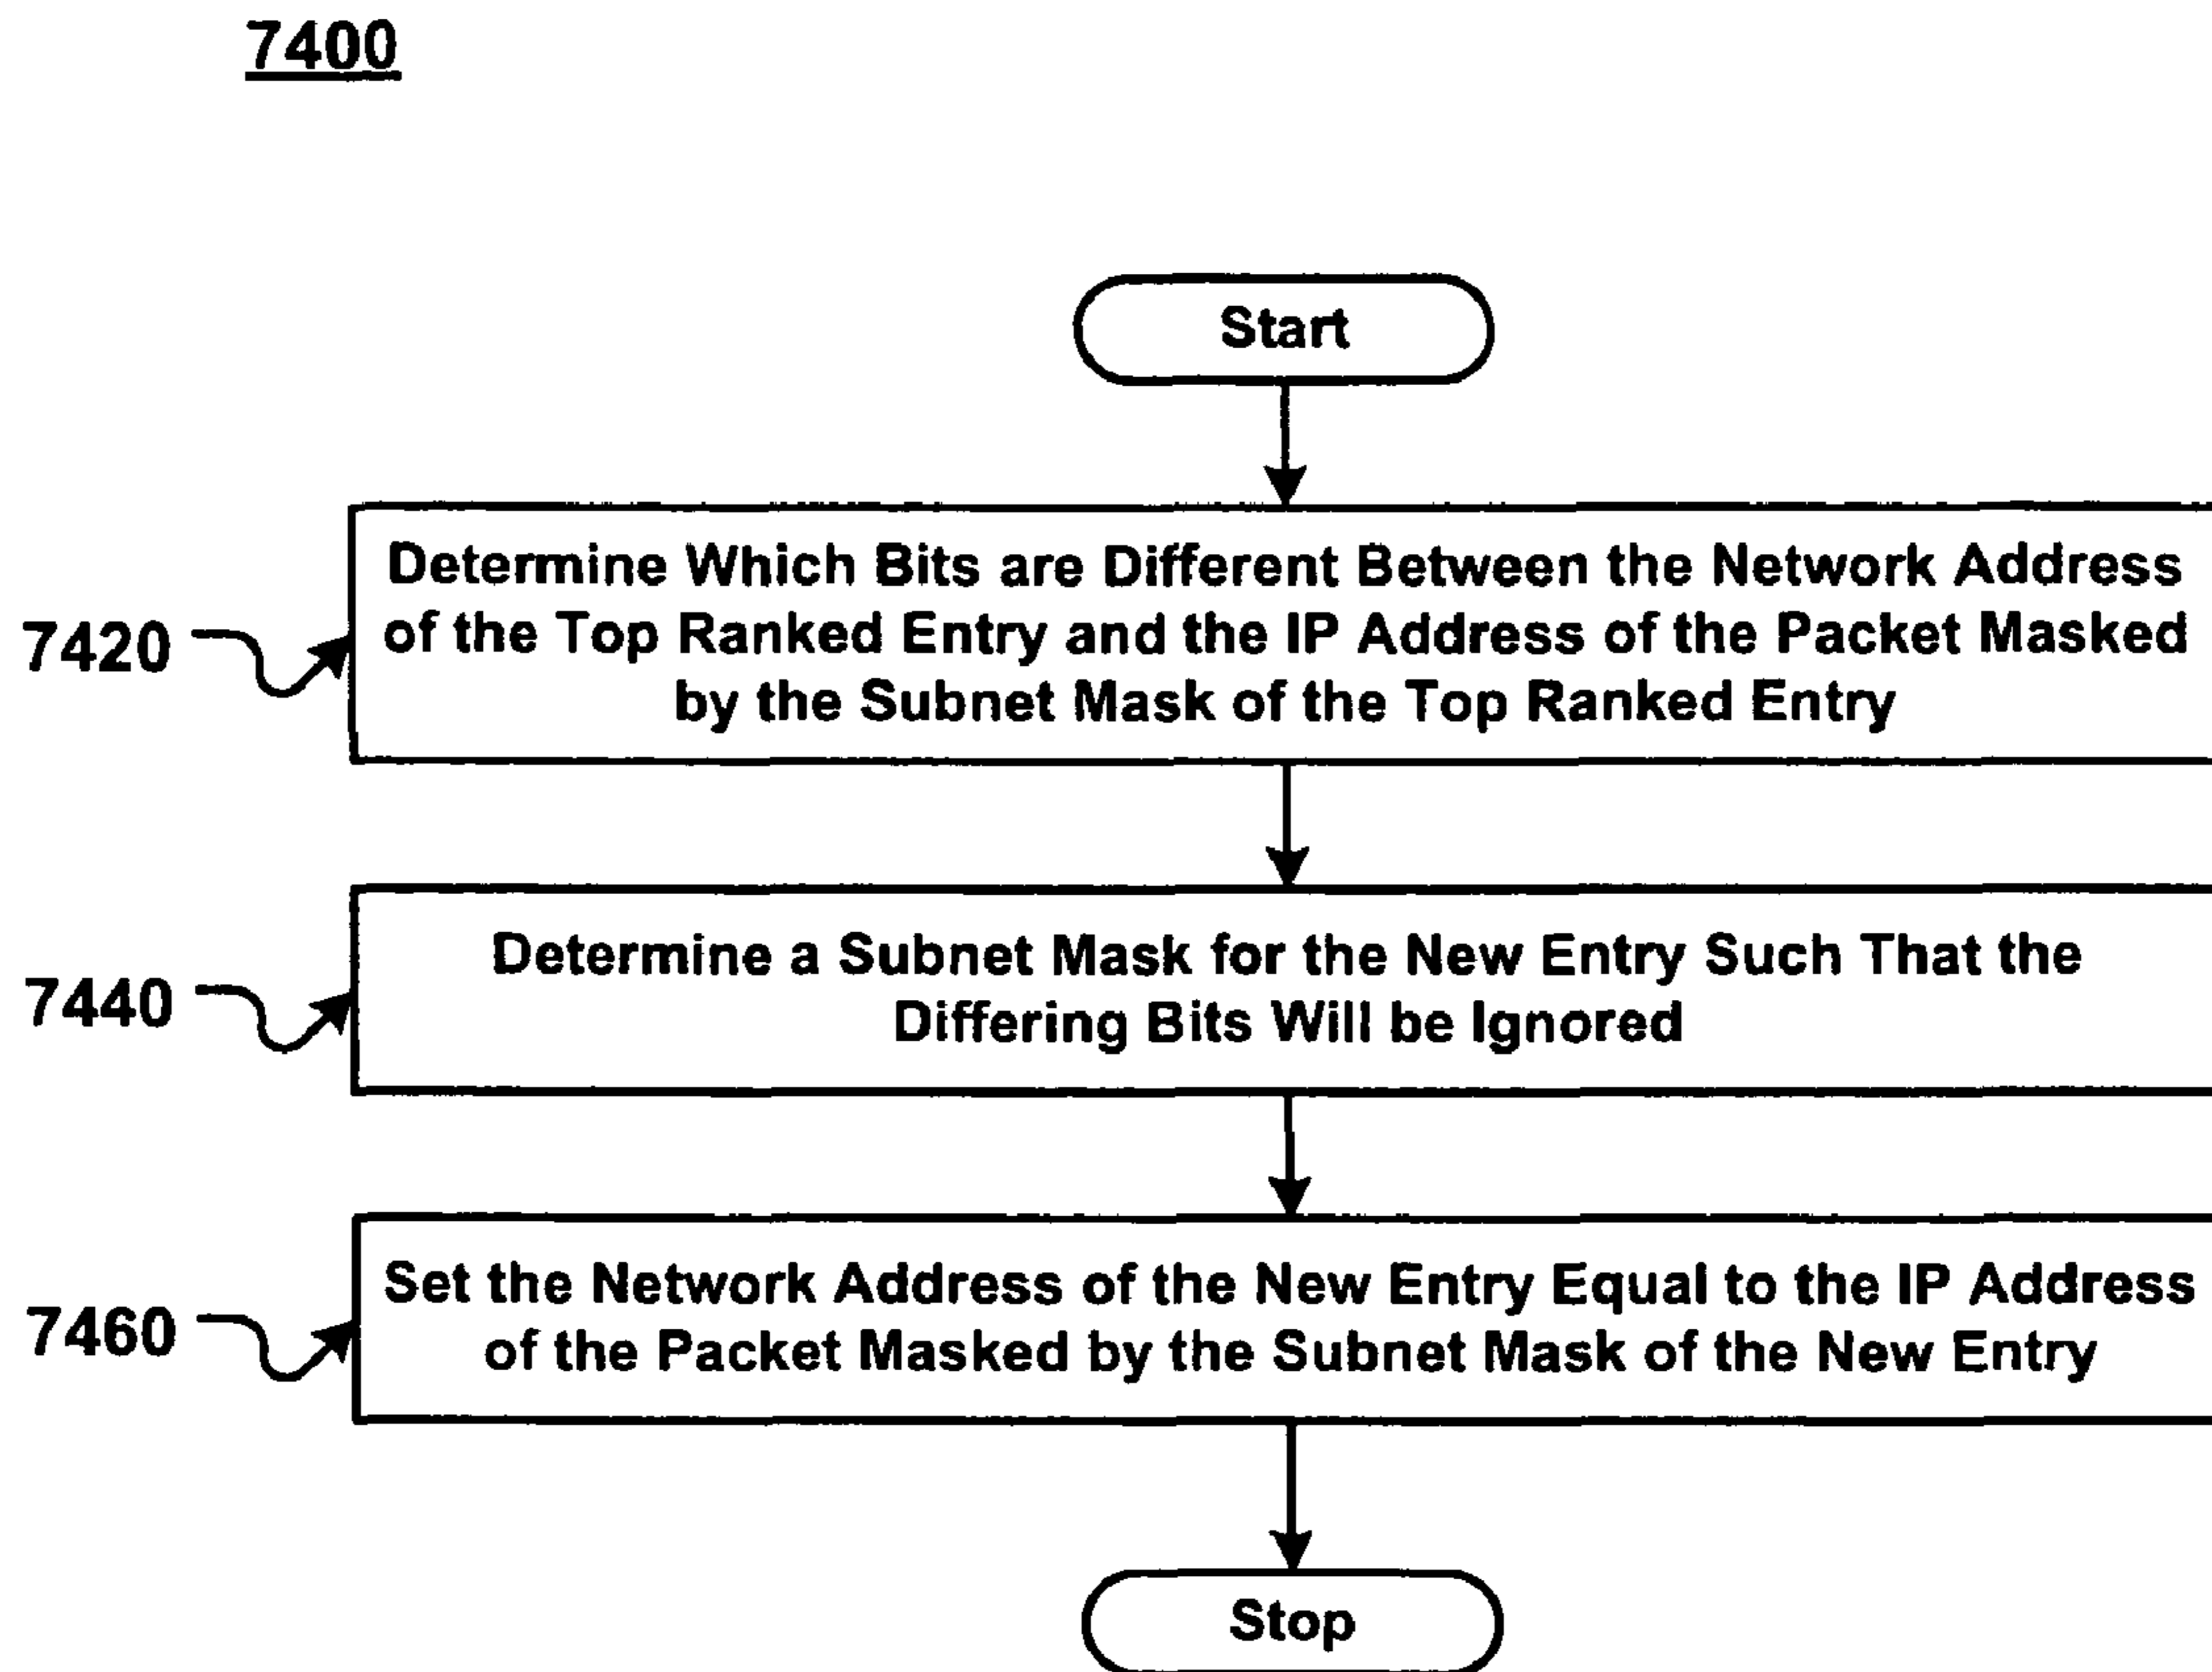 7400
Start
Determine Which Bits are Different Between the Network Address
of the Top Ranked Entry and the IP Address of the Packet Masked
by the Subnet Mask of the Top Ranked Entry
7420
Determine a Subnet Mask for the New Entry Such That the
Differing Bits Will be Ignored
7440
Set the Network Address of the New Entry Equal to the IP Address
of the Packet Masked by the Subnet Mask of the New Entry
7460
Stop